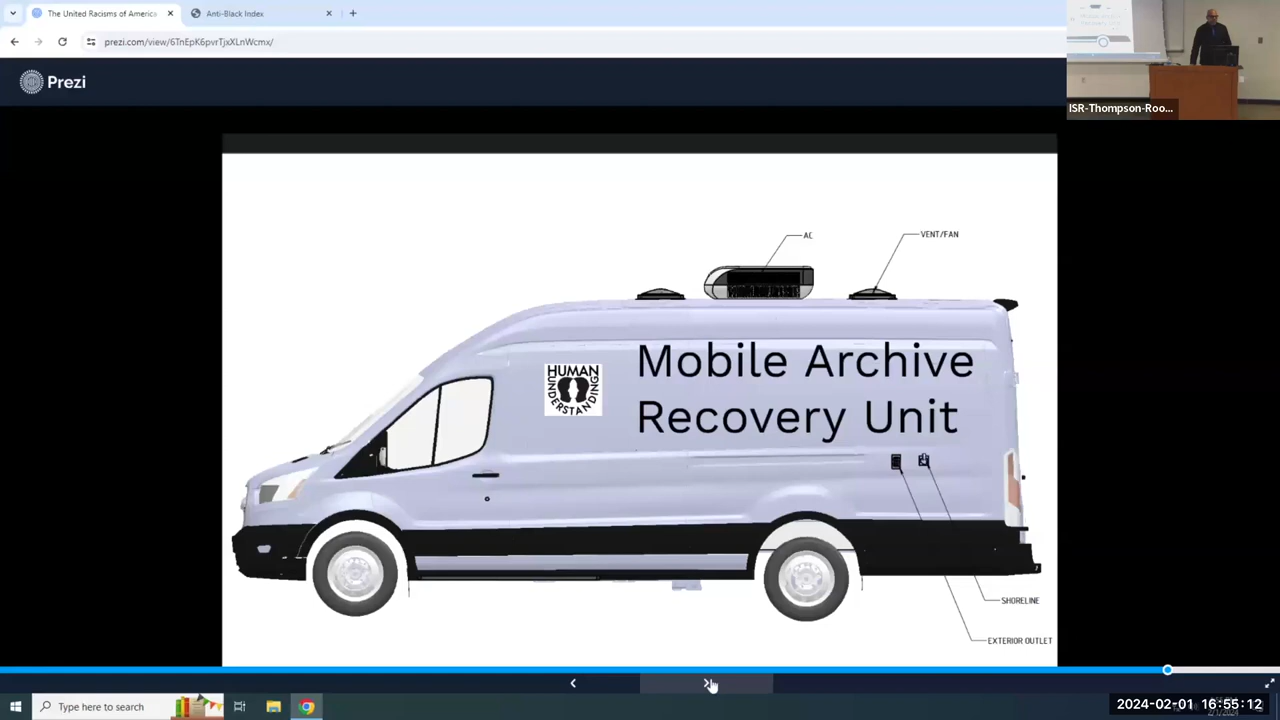 The United Racisms of America
Anti-Black Index
prezi.com/view/6TnEpK6pvrTjxXLnWcmx/
Prezi
ISR-Thompson-Roo...
AC
VENT/FAN
HUMAN
UNDERSTANDING
Mobile Archive
Recovery Unit
SHORELINE
EXTERIOR OUTLET
Type here to search
2024-02-01 16:55:12